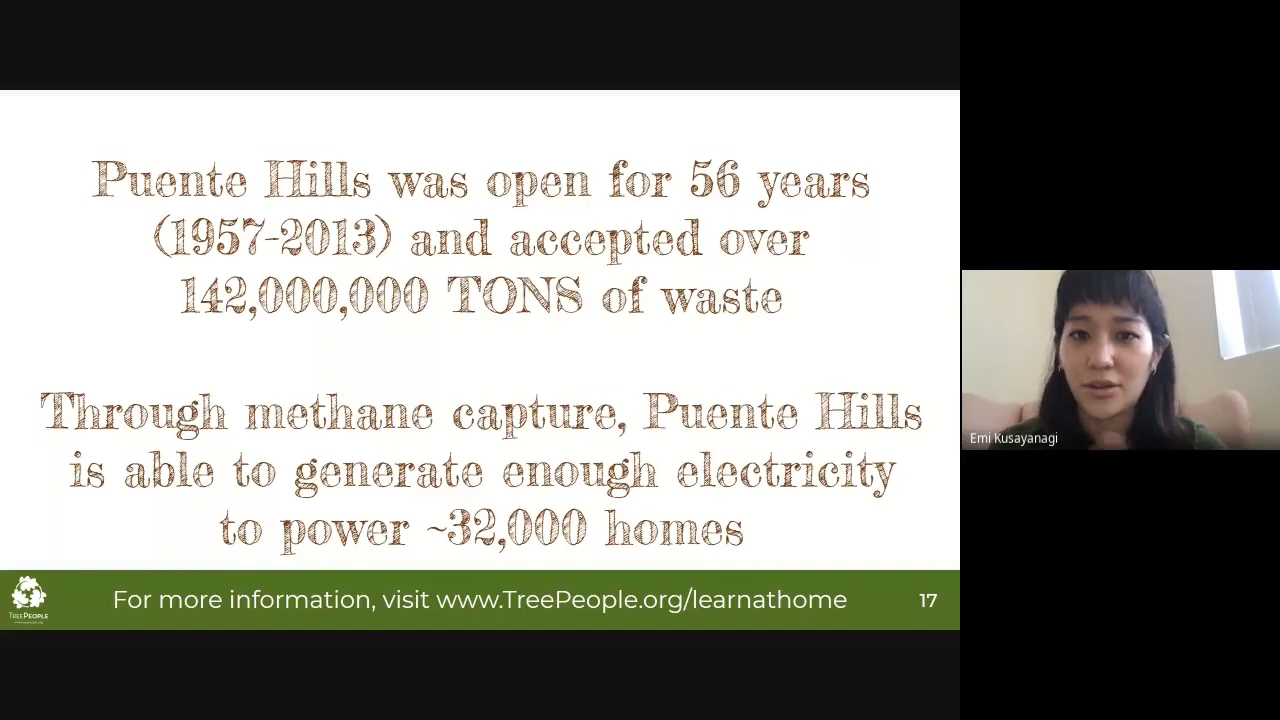 Puente Hills was open for 56 years
(1957-2013) and accepted over
142,000,000 TONS of waste
Through methane capture, Puente Hills
is able to generate enough electricity
to power ~32,000 homes
Emi Kusayanagi
For more information, visit www.TreePeople.org/learnathome
17
TREEPEOPLE